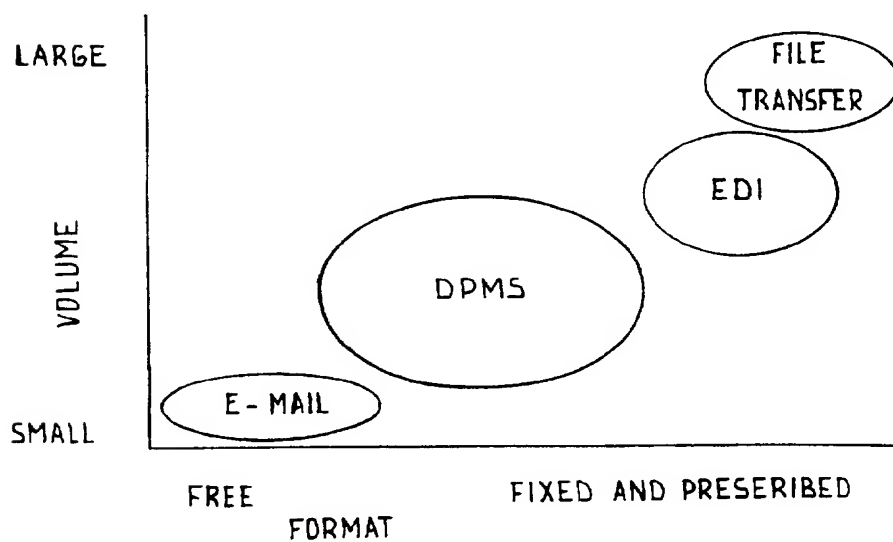 LARGE
FILE
TRANSFER
EDI
VOLUME
DPMS
E-MAIL
SMALL
FREE
FIXED AND PRESERIBED
FORMAT